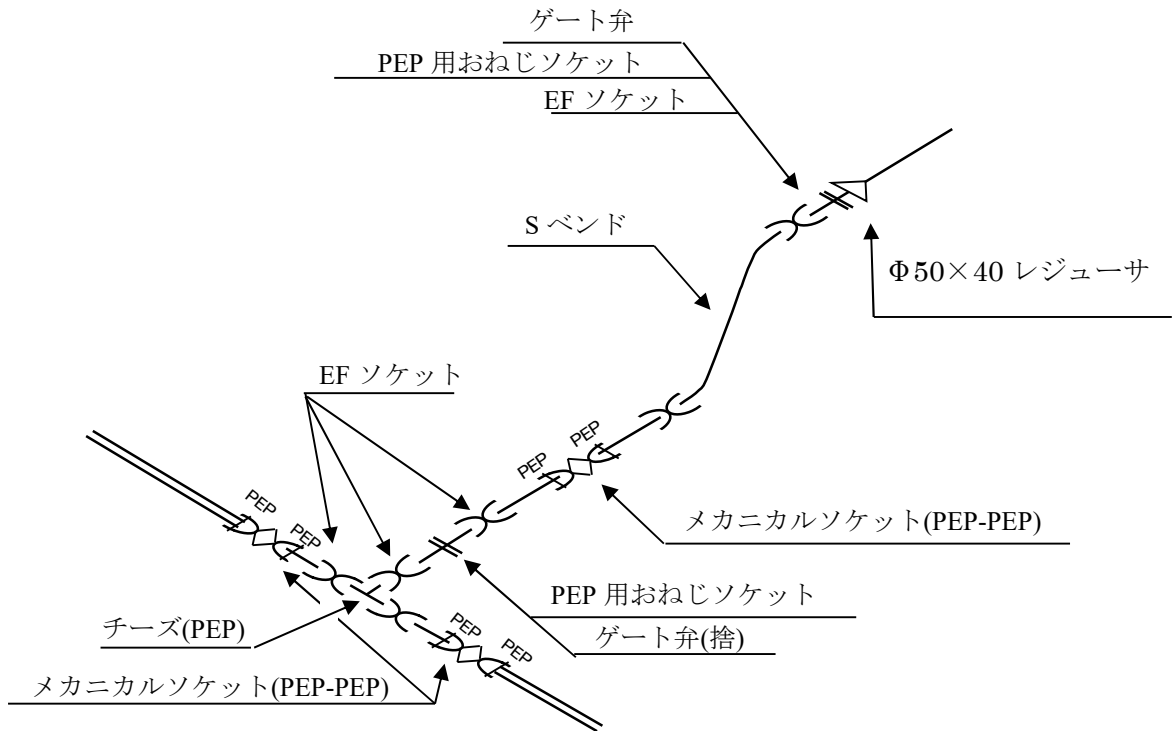 ゲート弁
PEP 用おねじソケット
EF ソケット
S ベンド
Φ50×40 レジューサ
EF ソケット
PEP
PEP
PEP
PEP
メカニカルソケット(PEP-PEP)
PEP 用おねじソケット
チーズ(PEP)
PEP
ゲート弁(捨)
PEP
メカニカルソケット(PEP-PEP)